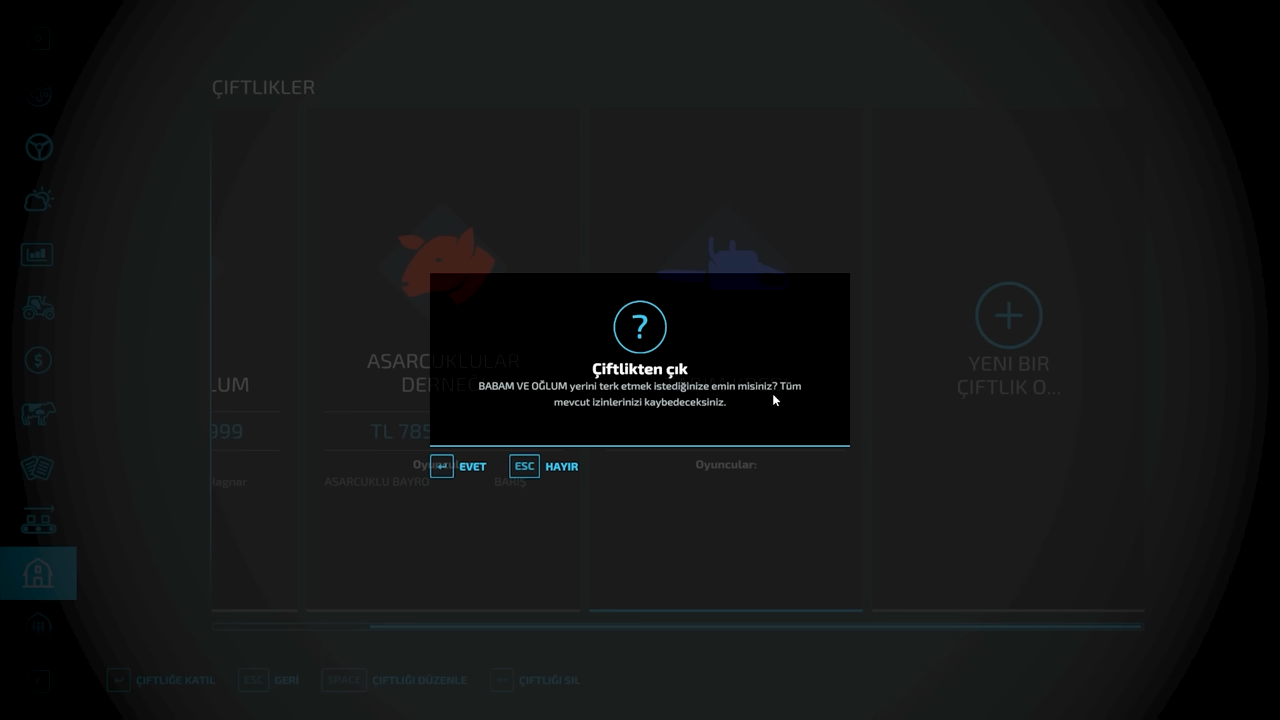 ÇIFTLIKLER
LUM
ASARCUKLULAR
YENI BIR
ÇIFTLIK O...
999
TL 785
Oyuncular:
ASARCUKLU BAYRO BARIŞ
?
Çiftlikten çık
BABAM VE OĞLUM yerini terk etmek istediğinize emin misiniz? Tüm
mevcut izinlerinizi kaybedeceksiniz.
EVET ESC HAYIR
ÇIFTLIĞE KATIL ESC GERİ SPACE ÇIFTLIĞI DÜZENLE ÇIFTLIĞI SIL